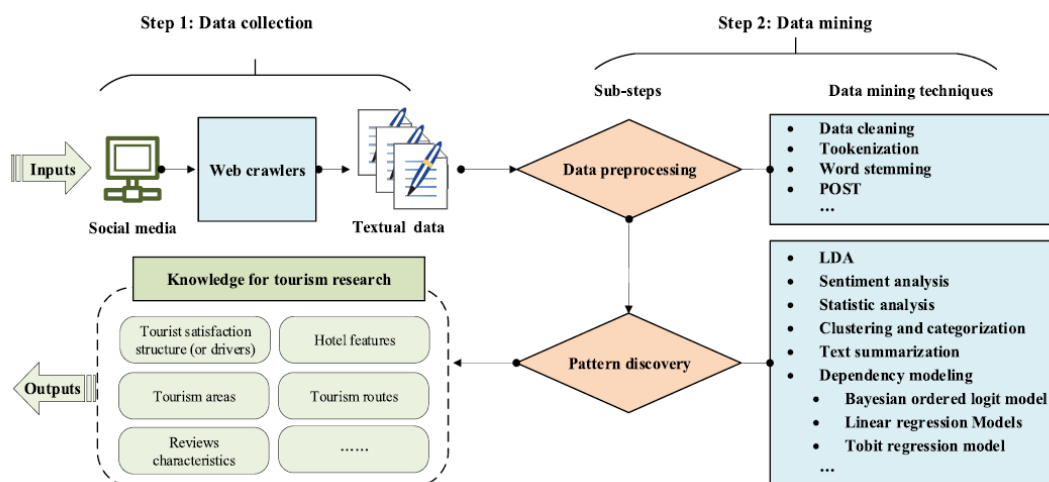 Step 1: Data collection
Step 2: Data mining
Sub-steps
Data mining techniques
Inputs
Social media
Web crawlers
Textual data
Data preprocessing
• Data cleaning
• Tookenization
• Word stemming
• POST
...
Knowledge for tourism research
Tourist satisfaction
structure (or drivers)
Hotel features
Tourism areas
Tourism routes
Reviews
characteristics
......
Outputs
Pattern discovery
• LDA
• Sentiment analysis
• Statistic analysis
• Clustering and categorization
• Text summarization
• Dependency modeling
• Bayesian ordered logit model
• Linear regression Models
• Tobit regression model
...